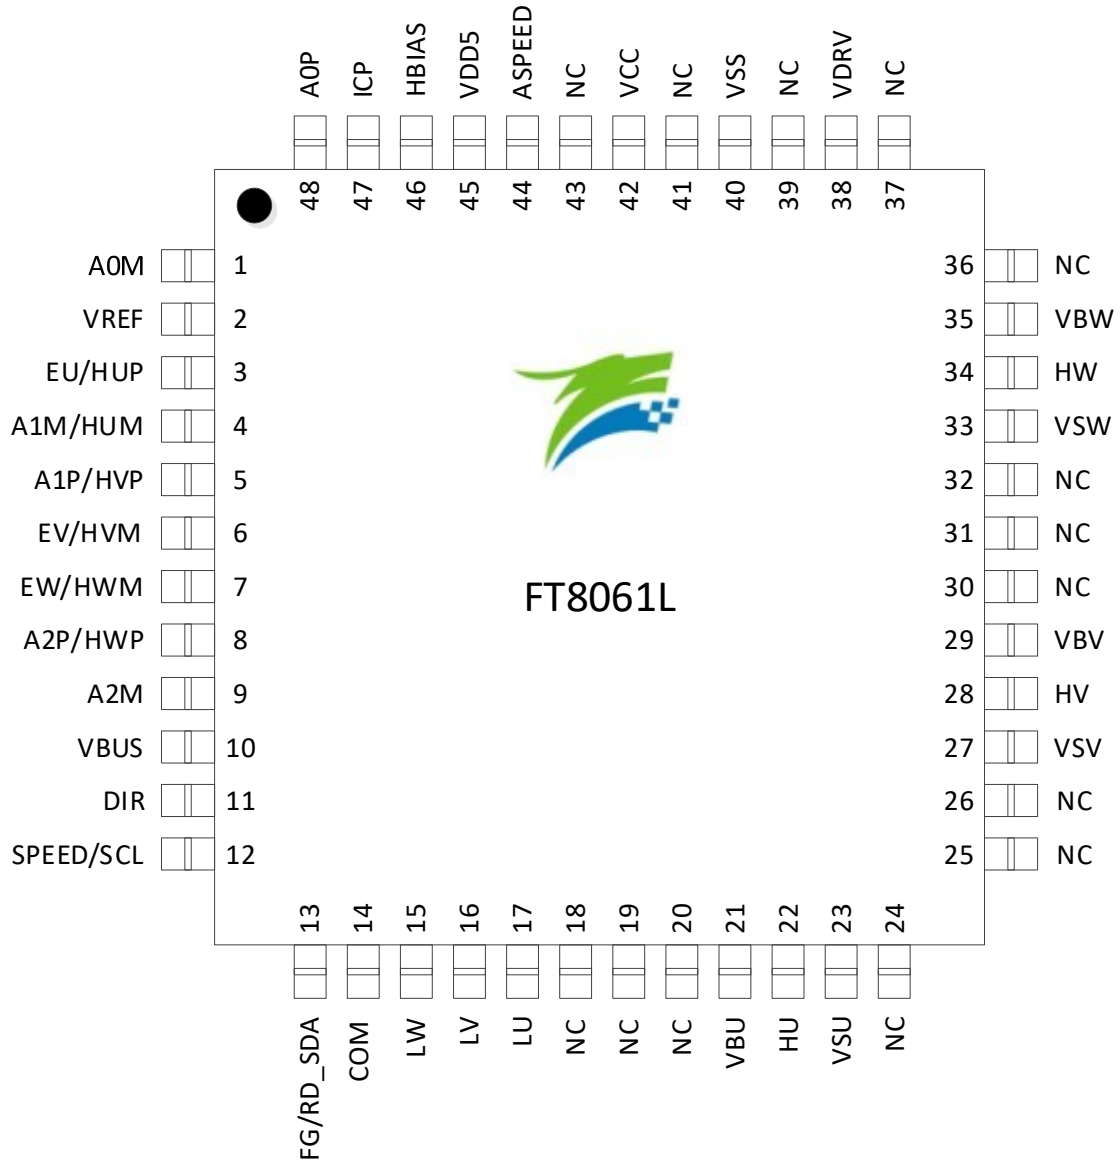 A0P ICP HBIAS VDD5 ASPEED NC VCC NC VSS NC VDRV NC
48 47 46 45 44 43 42 41 40 39 38 37
A0M 1 36 NC
VREF 2 35 VBW
EU/HUP 3 34 HW
A1M/HUM 4 33 VSW
A1P/HVP 5 32 NC
EV/HVM 6 31 NC
EW/HWM 7 30 NC
FT8061L
A2P/HWP 8 29 VBV
A2M 9 28 HV
VBUS 10 27 VSV
DIR 11 26 NC
SPEED/SCL 12 25 NC
13 14 15 16 17 18 19 20 21 22 23 24
FG/RD_SDA COM LW LV LU NC NC NC VBU HU VSU NC